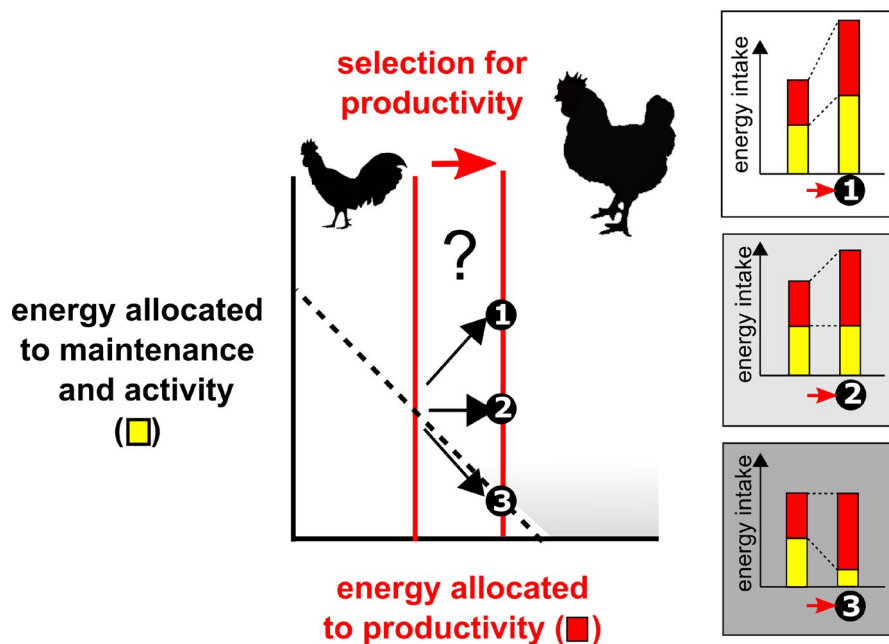 selection for
productivity
?
1
2
3
energy allocated
to maintenance
and activity
( )
energy allocated
to productivity ( )
energy intake
1
energy intake
2
energy intake
3